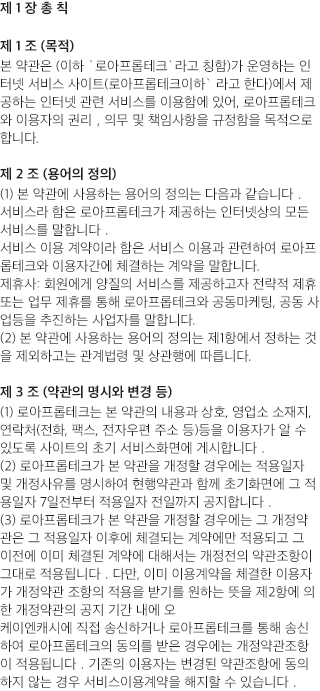 제 1 장 총 칙
제 1 조 (목적)
본 약관은 (이하 `로아프롭테크`라고 칭함)가 운영하는 인
터넷 서비스 사이트(로아프롭테크이하` 라고 한다)에서 제
공하는 인터넷 관련 서비스를 이용함에 있어, 로아프롭테크
와 이용자의 권리 , 의무 및 책임사항을 규정함을 목적으로
합니다.
제 2 조 (용어의 정의)
(1) 본 약관에 사용하는 용어의 정의는 다음과 같습니다 .
서비스라 함은 로아프롭테크가 제공하는 인터넷상의 모든
서비스를 말합니다 .
서비스 이용 계약이라 함은 서비스 이용과 관련하여 로아프
롭테크와 이용자간에 체결하는 계약을 말합니다.
제휴사: 회원에게 양질의 서비스를 제공하고자 전략적 제휴
또는 업무 제휴를 통해 로아프롭테크와 공동마케팅, 공동 사
업등을 추진하는 사업자를 말합니다.
(2) 본 약관에 사용하는 용어의 정의는 제1항에서 정하는 것
을 제외하고는 관계법령 및 상관행에 따릅니다.
제 3 조 (약관의 명시와 변경 등)
(1) 로아프롭테크는 본 약관의 내용과 상호, 영업소 소재지,
연락처(전화, 팩스, 전자우편 주소 등)등을 이용자가 알 수
있도록 사이트의 초기 서비스화면에 게시합니다 .
(2) 로아프롭테크가 본 약관을 개정할 경우에는 적용일자
및 개정사유를 명시하여 현행약관과 함께 초기화면에 그 적
용일자 7일전부터 적용일자 전일까지 공지합니다 .
(3) 로아프롭테크가 본 약관을 개정할 경우에는 그 개정약
관은 그 적용일자 이후에 체결되는 계약에만 적용되고 그
이전에 이미 체결된 계약에 대해서는 개정전의 약관조항이
그대로 적용됩니다 . 다만, 이미 이용계약을 체결한 이용자
가 개정약관 조항의 적용을 받기를 원하는 뜻을 제2항에 의
한 개정약관의 공지 기간 내에 오
케이엔캐시에 직접 송신하거나 로아프롭테크를 통해 송신
하여 로아프롭테크의 동의를 받은 경우에는 개정약관조항
이 적용됩니다 . 기존의 이용자는 변경된 약관조항에 동의
하지 않는 경우 서비스이용계약을 해지할 수 있습니다 .